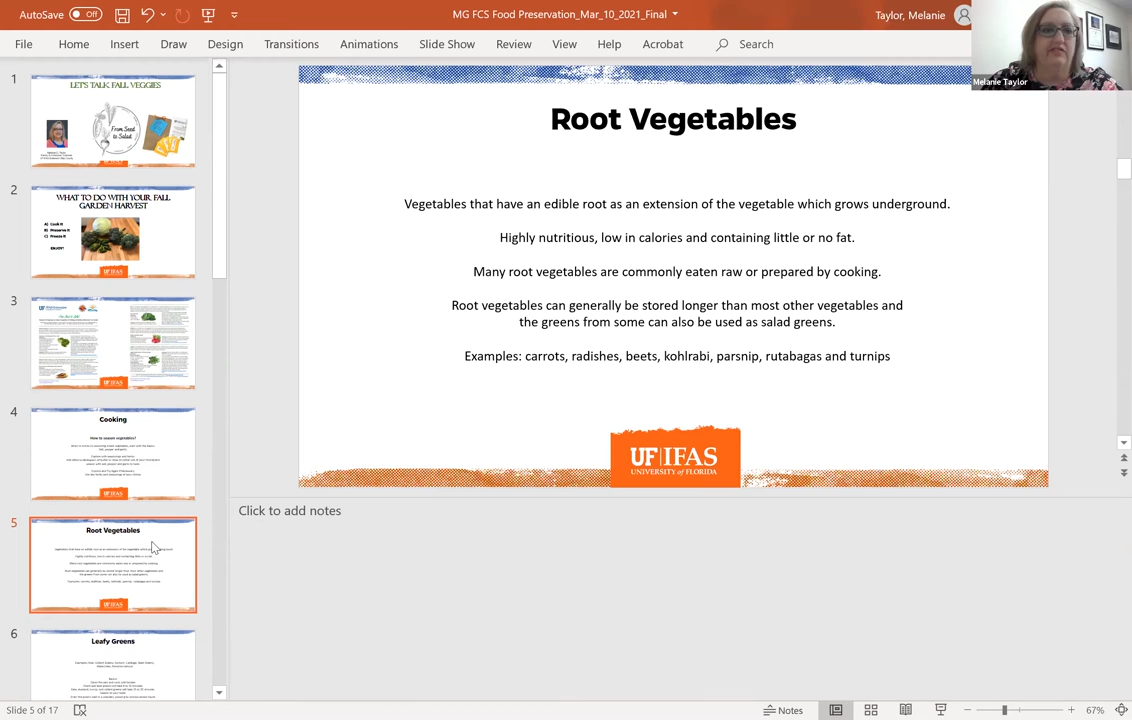 AutoSave Off
MG FCS Food Preservation_Mar_10_2021_Final
Taylor, Melanie
File Home Insert Draw Design Transitions Animations Slide Show Review View Help Acrobat Search
Melanie Taylor
1
LET'S TALK FALL VEGGIES
From Seed
to Salad
2
WHAT TO DO WITH YOUR FALL
GARDEN HARVEST
A) Cook it
B) Preserve it
C) Freeze it
ENJOY!
UF|IFAS
3
UF|IFAS
4
Cooking
How to season vegetables?
UF|IFAS
5
Root Vegetables
UF|IFAS
6
Leafy Greens
Root Vegetables
Vegetables that have an edible root as an extension of the vegetable which grows underground.
Highly nutritious, low in calories and containing little or no fat.
Many root vegetables are commonly eaten raw or prepared by cooking.
Root vegetables can generally be stored longer than most other vegetables and
the greens from some can also be used as salad greens.
Examples: carrots, radishes, beets, kohlrabi, parsnip, rutabagas and turnips
UF|IFAS
UNIVERSITY of FLORIDA
Click to add notes
Slide 5 of 17
Notes
67%